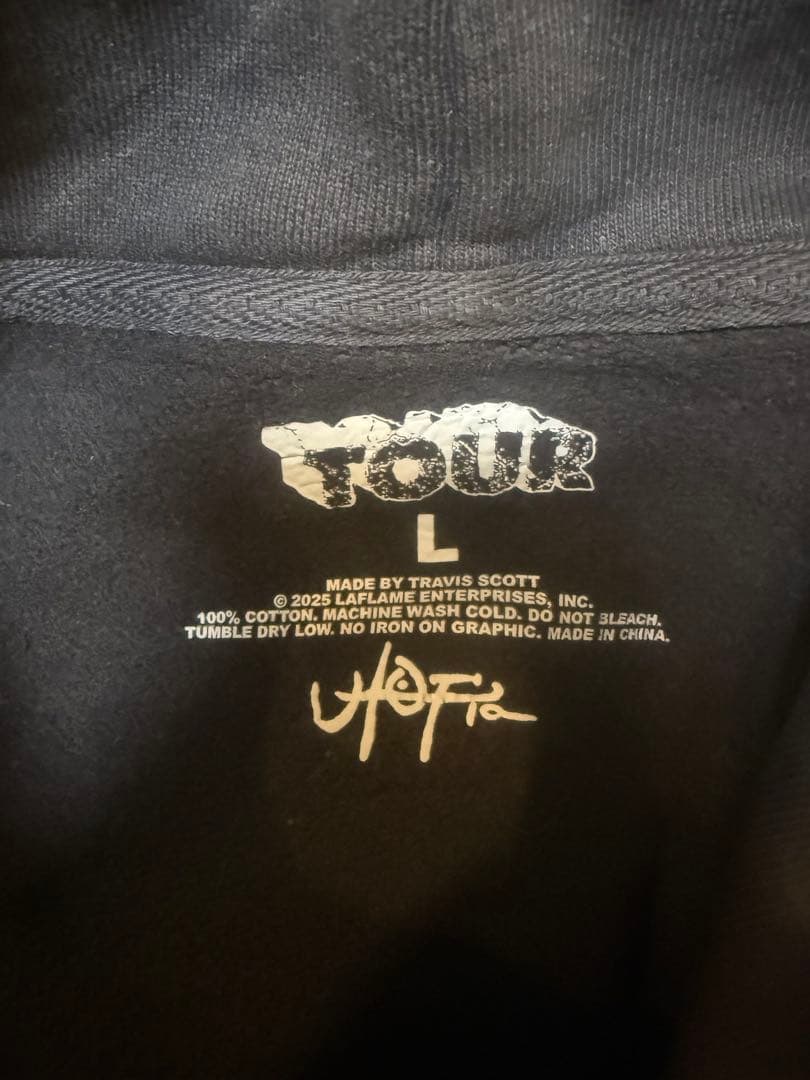 TOUR
L
MADE BY TRAVIS SCOTT
© 2025 LAFLAME ENTERPRISES, INC.
100% COTTON. MACHINE WASH COLD. DO NOT BLEACH.
TUMBLE DRY LOW. NO IRON ON GRAPHIC. MADE IN CHINA.